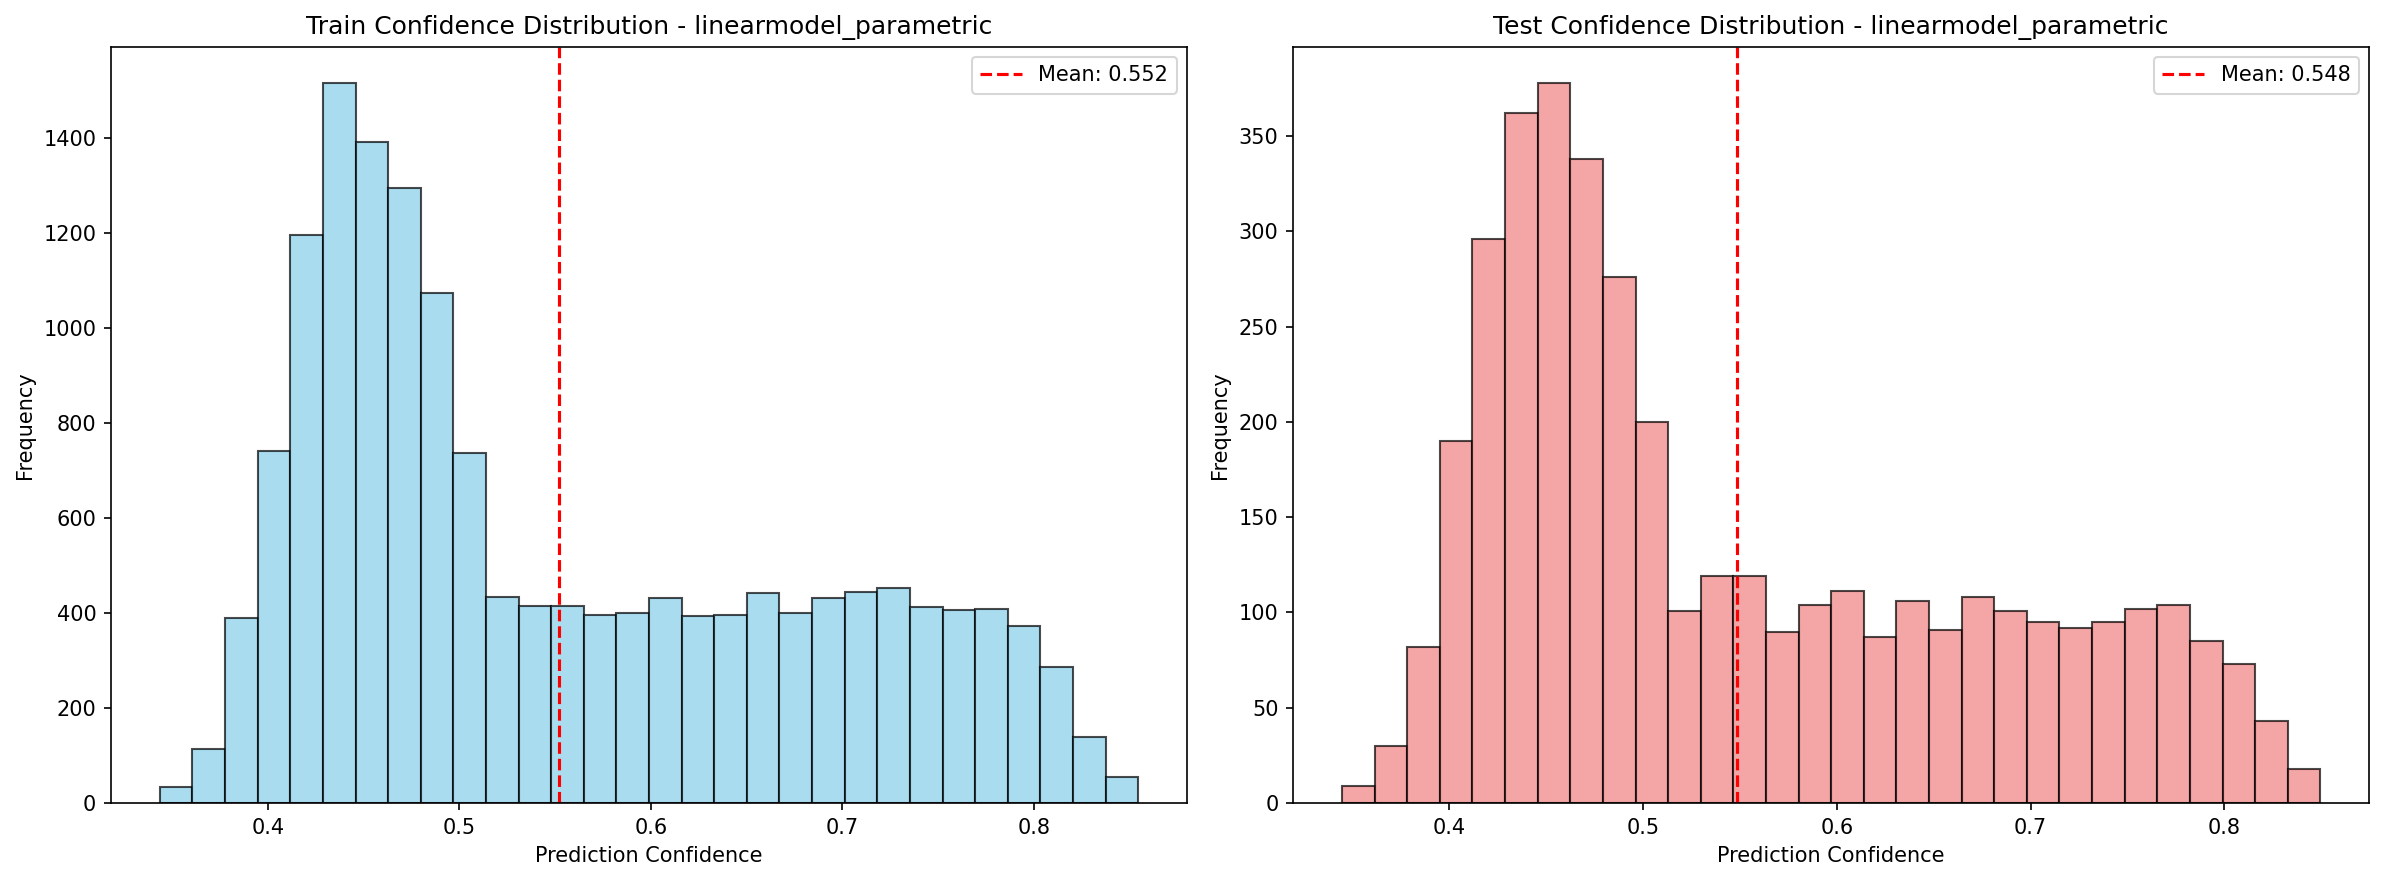 Train Confidence Distribution - linearmodel_parametric
Mean: 0.552
Frequency
1400
1200
1000
800
600
400
200
0
0.4 0.5 0.6 0.7 0.8
Prediction Confidence
Test Confidence Distribution - linearmodel_parametric
Mean: 0.548
Frequency
350
300
250
200
150
100
50
0
0.4 0.5 0.6 0.7 0.8
Prediction Confidence